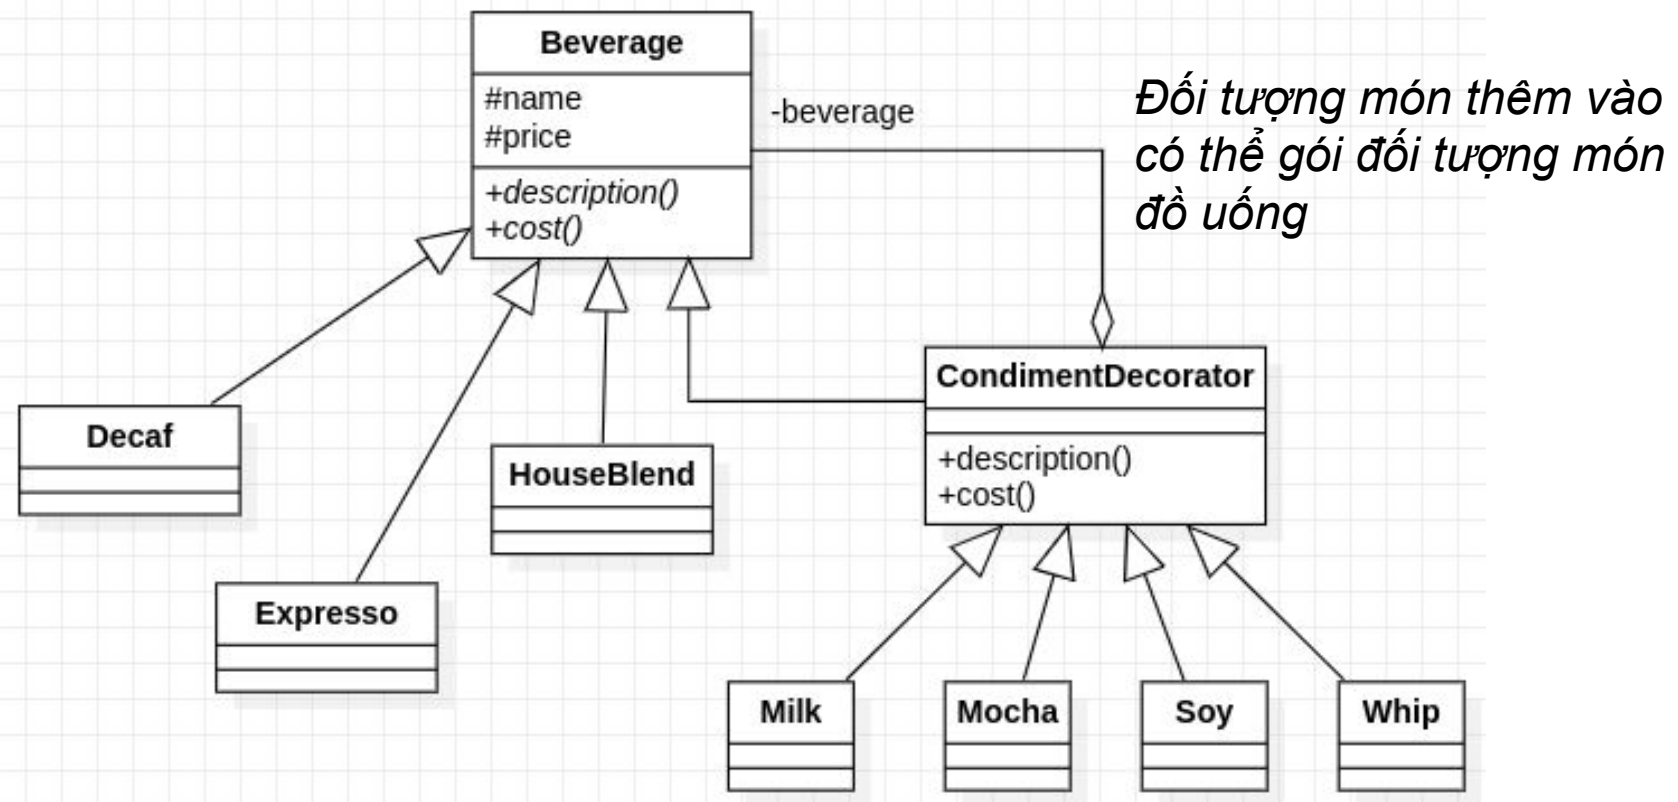 Beverage
#name
#price
+description()
+cost()
-beverage
Đối tượng món thêm vào
có thể gói đối tượng món
đồ uống
Decaf
Expresso
HouseBlend
CondimentDecorator
+description()
+cost()
Milk
Mocha
Soy
Whip